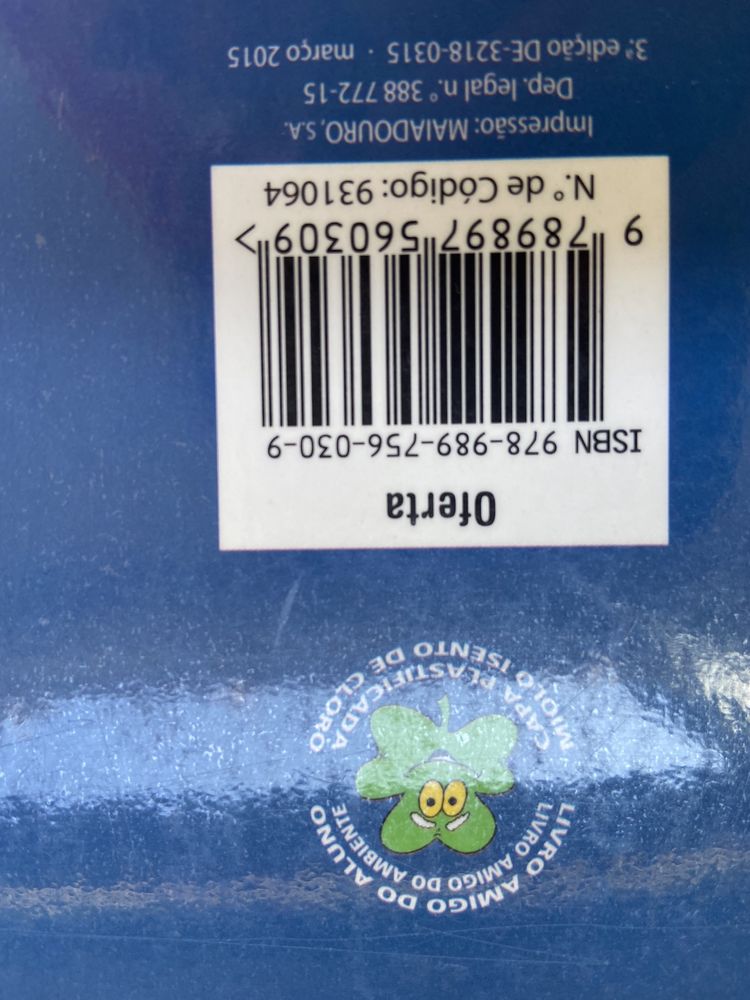 LIVRO AMIGO DO ALUNO
LIVRO AMIGO DO AMBIENTE
CAPA PLASTIFICADA
MIOLO ISENTO DE CLORO
Oferta
ISBN 978-989-756-030-9
9 789897 560309 >
N.º de Código: 931064
Impressão: MAIADOURO, S.A.
Dep. legal n.º 388 772-15
3.ª edição DE-3218-0315 · março 2015